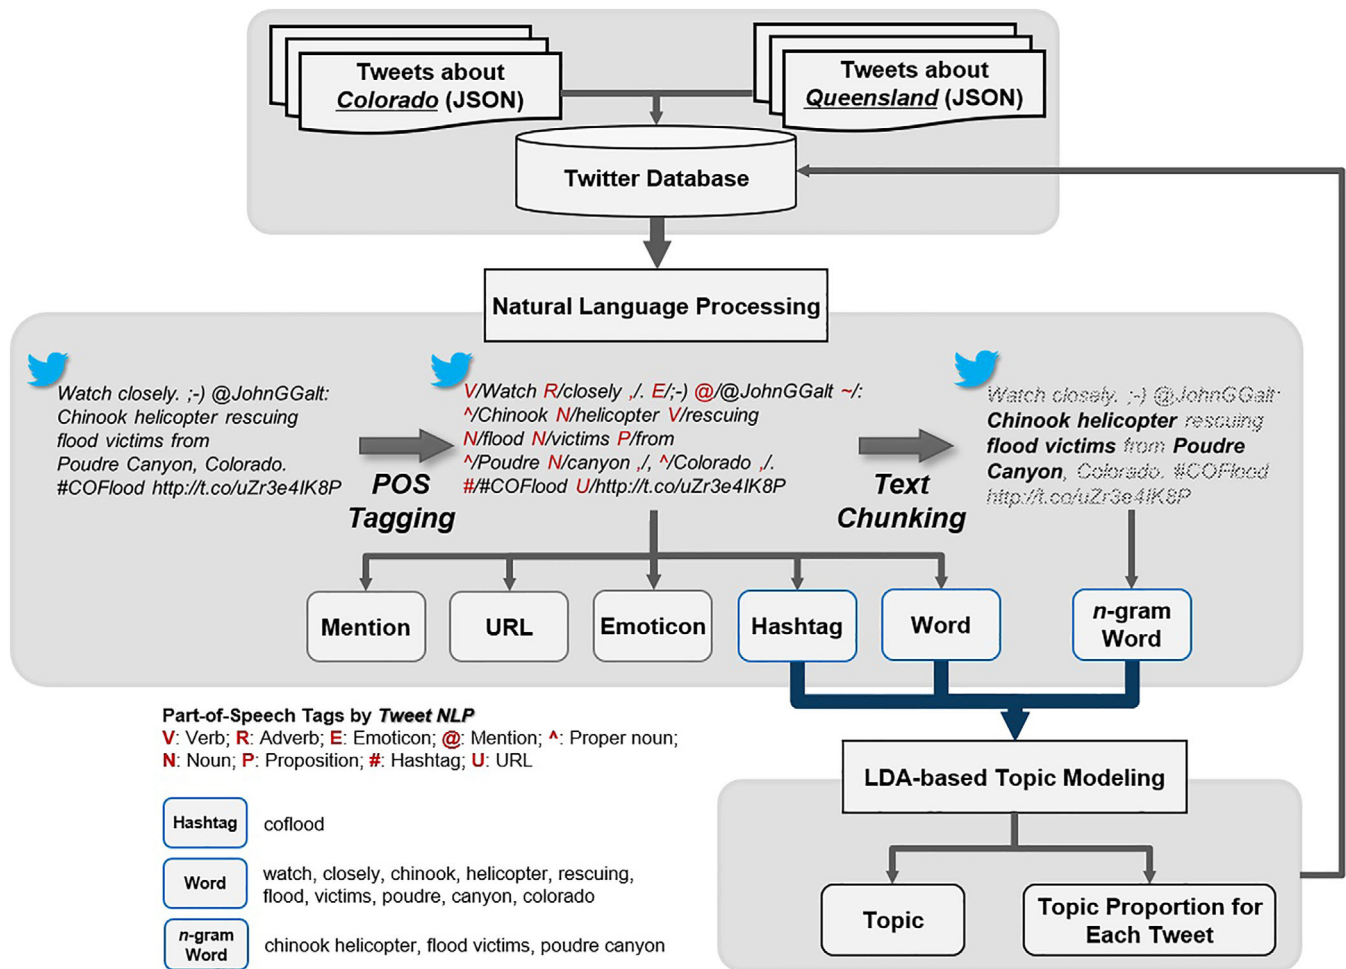 Tweets about
Colorado (JSON)
Tweets about
Queensland (JSON)
Twitter Database
Natural Language Processing
Watch closely. ;-) @JohnGGalt:
Chinook helicopter rescuing
flood victims from
Poudre Canyon, Colorado.
#COFlood http://t.co/uZr3e4IK8P
POS
Tagging
V/Watch R/closely ,/. E/;-) @/@JohnGGalt ~/:
^/Chinook N/helicopter V/rescuing
N/flood N/victims P/from
^/Poudre N/canyon ,/, ^/Colorado ,/.
#/#COFlood U/http://t.co/uZr3e4IK8P
Text
Chunking
Watch closely. ;-) @JohnGGalt:
Chinook helicopter rescuing
flood victims from Poudre
Canyon, Colorado. #COFlood
http://t.co/uZr3e4IK8P
Mention
URL
Emoticon
Hashtag
Word
n-gram
Word
Part-of-Speech Tags by Tweet NLP
V: Verb; R: Adverb; E: Emoticon; @: Mention; ^: Proper noun;
N: Noun; P: Proposition; #: Hashtag; U: URL
Hashtag coflood
Word watch, closely, chinook, helicopter, rescuing,
flood, victims, poudre, canyon, colorado
n-gram
Word chinook helicopter, flood victims, poudre canyon
LDA-based Topic Modeling
Topic
Topic Proportion for
Each Tweet